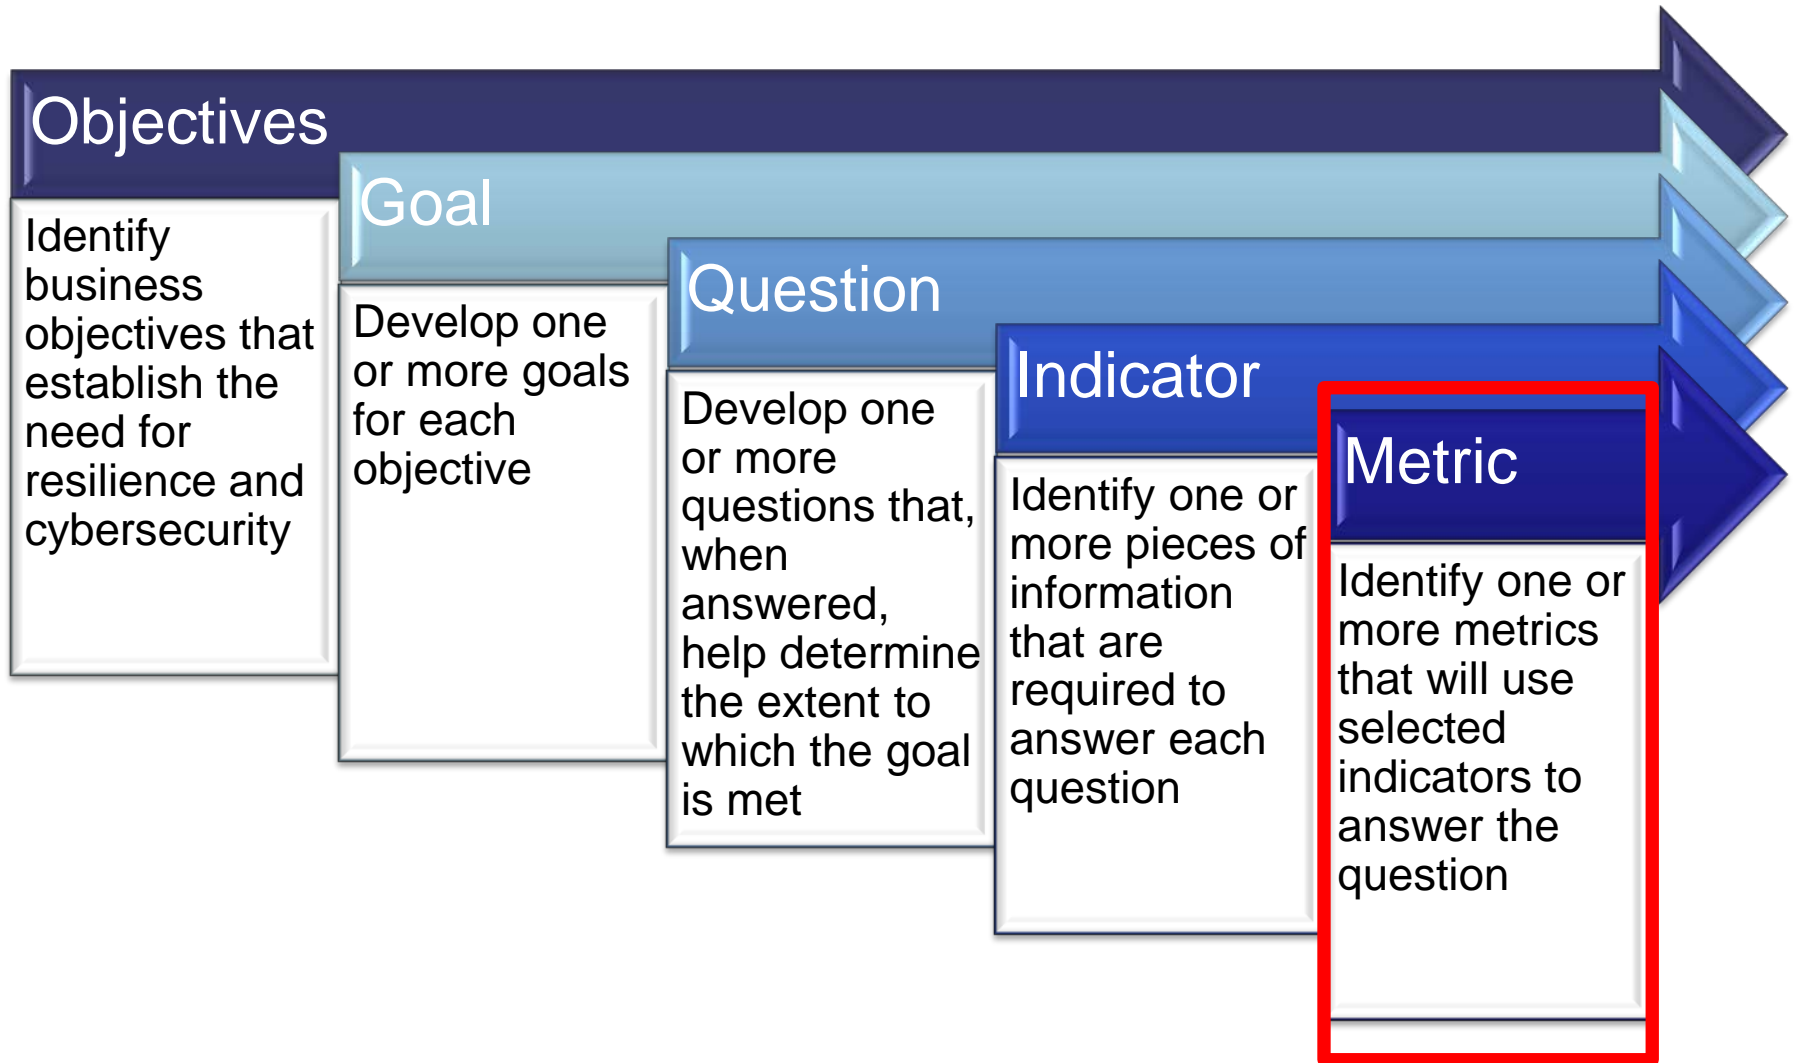 Objectives
Identify
business
objectives that
establish the
need for
resilience and
cybersecurity
Goal
Develop one
or more goals
for each
objective
Question
Develop one
or more
questions that,
when
answered,
help determine
the extent to
which the goal
is met
Indicator
Identify one or
more pieces of
information
that are
required to
answer each
question
Metric
Identify one or
more metrics
that will use
selected
indicators to
answer the
question